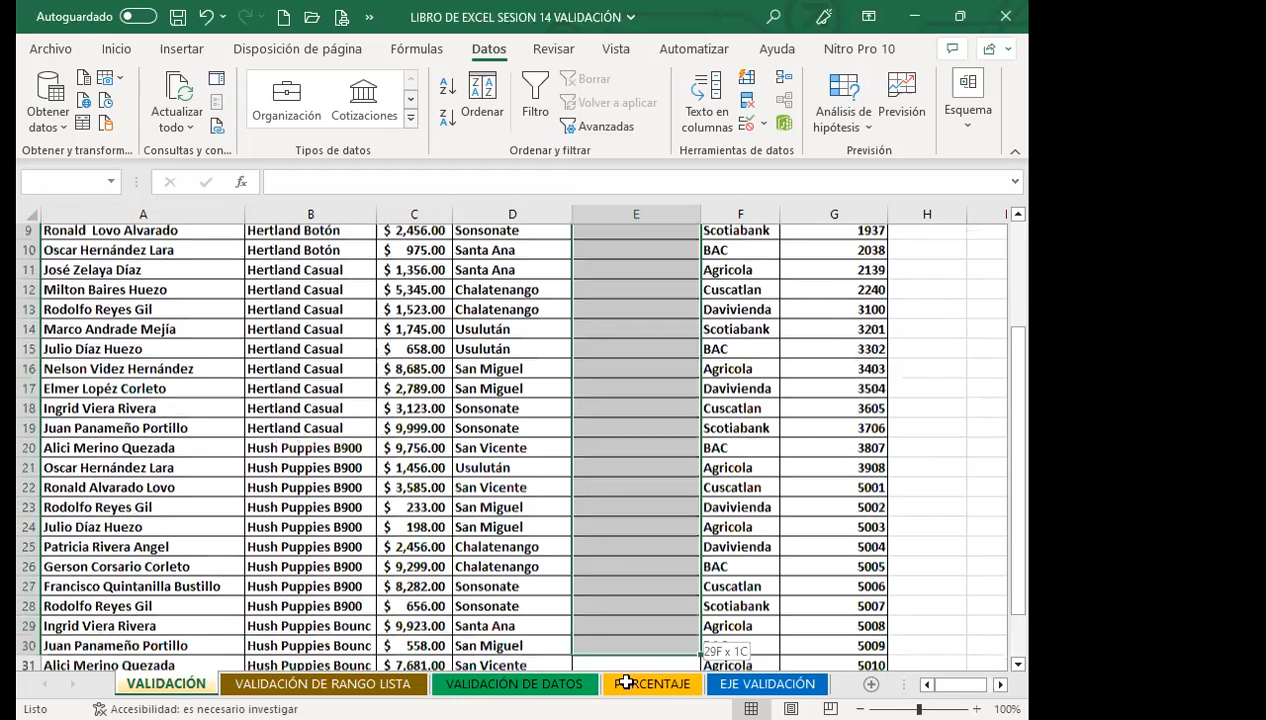 Autoguardado
LIBRO DE EXCEL SESION 14 VALIDACIÓN
Archivo Inicio Insertar Disposición de página Fórmulas Datos Revisar Vista Automatizar Ayuda Nitro Pro 10
Obtener datos
Actualizar todo
Organización Cotizaciones
Ordenar
Filtro
Borrar
Volver a aplicar
Avanzadas
Texto en columnas
Análisis de hipótesis
Previsión
Esquema
Obtener y transform... Consultas y con... Tipos de datos Ordenar y filtrar Herramientas de datos Previsión
fx
A B C D E F G H I
9 Ronald Lovo Alvarado Hertland Botón $ 2,456.00 Sonsonate Scotiabank 1937
10 Oscar Hernández Lara Hertland Botón $ 975.00 Santa Ana BAC 2038
11 José Zelaya Díaz Hertland Casual $ 1,356.00 Santa Ana Agricola 2139
12 Milton Baires Huezo Hertland Casual $ 5,345.00 Chalatenango Cuscatlan 2240
13 Rodolfo Reyes Gil Hertland Casual $ 1,523.00 Chalatenango Davivienda 3100
14 Marco Andrade Mejía Hertland Casual $ 1,745.00 Usulután Scotiabank 3201
15 Julio Díaz Huezo Hertland Casual $ 658.00 Usulután BAC 3302
16 Nelson Videz Hernández Hertland Casual $ 8,685.00 San Miguel Agricola 3403
17 Elmer Lopéz Corleto Hertland Casual $ 2,789.00 San Miguel Davivienda 3504
18 Ingrid Viera Rivera Hertland Casual $ 3,123.00 Sonsonate Cuscatlan 3605
19 Juan Panameño Portillo Hertland Casual $ 9,999.00 Sonsonate Scotiabank 3706
20 Alici Merino Quezada Hush Puppies B900 $ 9,756.00 San Vicente BAC 3807
21 Oscar Hernández Lara Hush Puppies B900 $ 1,456.00 Usulután Agricola 3908
22 Ronald Alvarado Lovo Hush Puppies B900 $ 3,585.00 San Vicente Cuscatlan 5001
23 Rodolfo Reyes Gil Hush Puppies B900 $ 233.00 San Miguel Davivienda 5002
24 Julio Díaz Huezo Hush Puppies B900 $ 198.00 San Miguel Agricola 5003
25 Patricia Rivera Angel Hush Puppies B900 $ 2,456.00 Chalatenango Davivienda 5004
26 Gerson Corsario Corleto Hush Puppies B900 $ 9,299.00 Chalatenango BAC 5005
27 Francisco Quintanilla Bustillo Hush Puppies B900 $ 8,282.00 Sonsonate Cuscatlan 5006
28 Rodolfo Reyes Gil Hush Puppies B900 $ 656.00 Sonsonate Scotiabank 5007
29 Ingrid Viera Rivera Hush Puppies Bounc $ 9,923.00 Santa Ana Agricola 5008
30 Juan Panameño Portillo Hush Puppies Bounc $ 558.00 San Miguel 5009
29F x 1C
31 Alici Merino Quezada Hush Puppies Bounc $ 7,681.00 San Vicente Agricola 5010
VALIDACIÓN VALIDACIÓN DE RANGO LISTA VALIDACIÓN DE DATOS PORCENTAJE EJE VALIDACIÓN
Listo Accesibilidad: es necesario investigar 100%